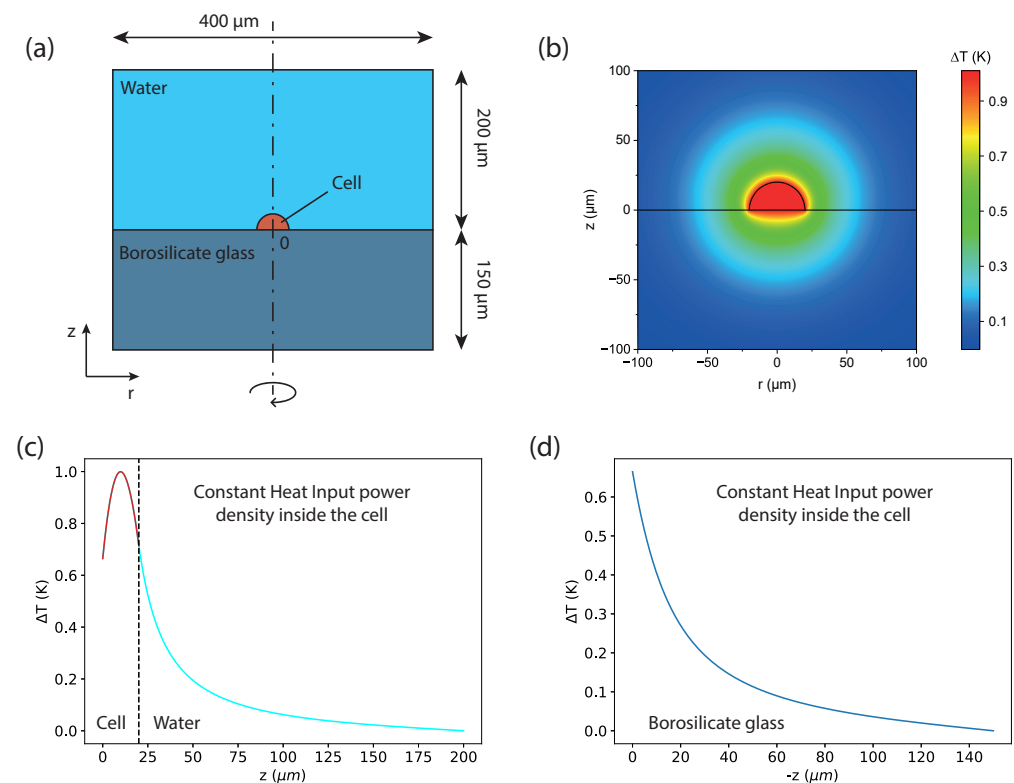 (a)
400 µm
Water
200 µm
Cell
0
Borosilicate glass
150 µm
z
r
(b)
ΔT (K)
100
50
0
−50
−100
z (µm)
−100
−50
0
50
100
r (µm)
0.9
0.7
0.5
0.3
0.1
(c)
1.0
0.8
0.6
0.4
0.2
0.0
ΔT (K)
Constant Heat Input power
density inside the cell
Cell
Water
0
25
50
75
100
125
150
175
200
z (µm)
(d)
0.6
0.5
0.4
0.3
0.2
0.1
0.0
ΔT (K)
Constant Heat Input power
density inside the cell
Borosilicate glass
0
20
40
60
80
100
120
140
-z (µm)